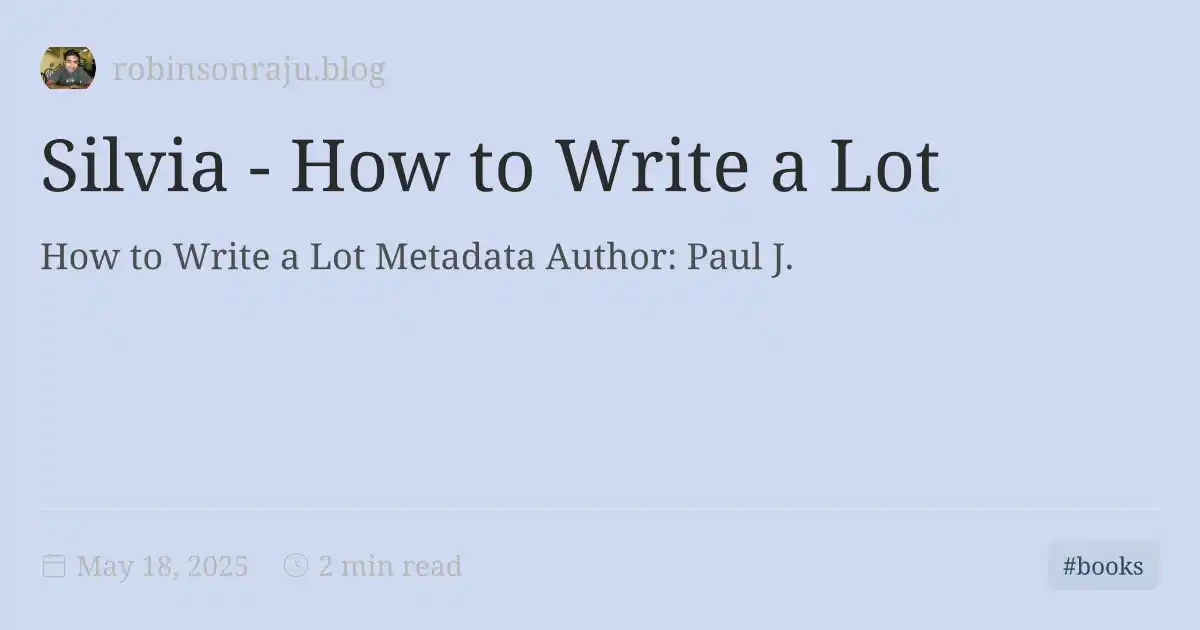 robinsonraju.blog
Silvia - How to Write a Lot
How to Write a Lot Metadata Author: Paul J.
May 18, 2025 2 min read
#books